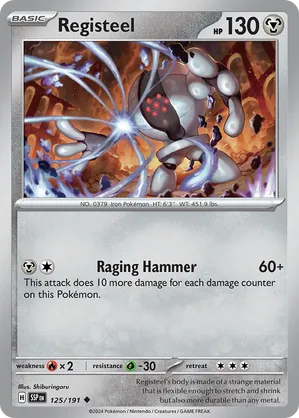 BASIC
Registeel HP 130
NO. 0379 Iron Pokémon HT: 6'3" WT: 451.9 lbs.
Raging Hammer 60+
This attack does 10 more damage for each damage counter
on this Pokémon.
weakness ×2 resistance -30 retreat
Illus. Shiburingaru
H SSP EN 125/191
Registeel's body is made of a strange material
that is flexible enough to stretch and shrink
but also more durable than any metal.
©2024 Pokémon / Nintendo / Creatures / GAME FREAK